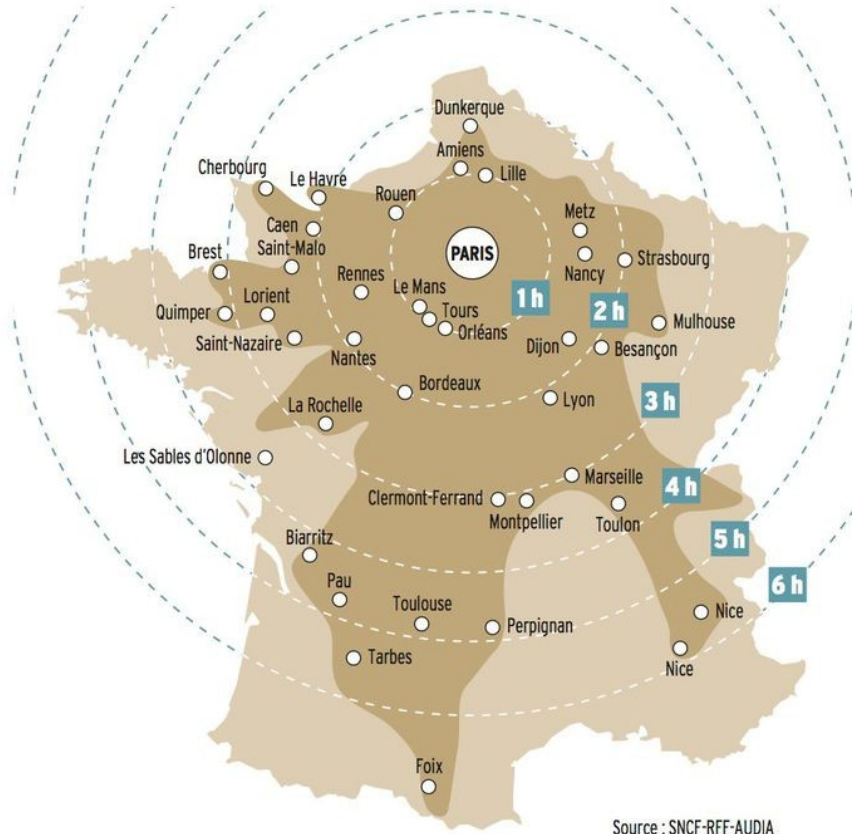 Dunkerque
Amiens
Lille
Cherbourg
Le Havre
Rouen
Caen
Metz
Saint-Malo
PARIS
Brest
Nancy
Strasbourg
Rennes
Le Mans
1 h
Quimper
Lorient
Tours
2 h
Mulhouse
Orléans
Saint-Nazaire
Nantes
Dijon
Besançon
Bordeaux
Lyon
3 h
La Rochelle
Les Sables d'Olonne
Marseille
4 h
Clermont-Ferrand
Montpellier
Toulon
Biarritz
5 h
Pau
6 h
Toulouse
Perpignan
Nice
Tarbes
Nice
Foix
Source : SNCF-RFF-AUDIA